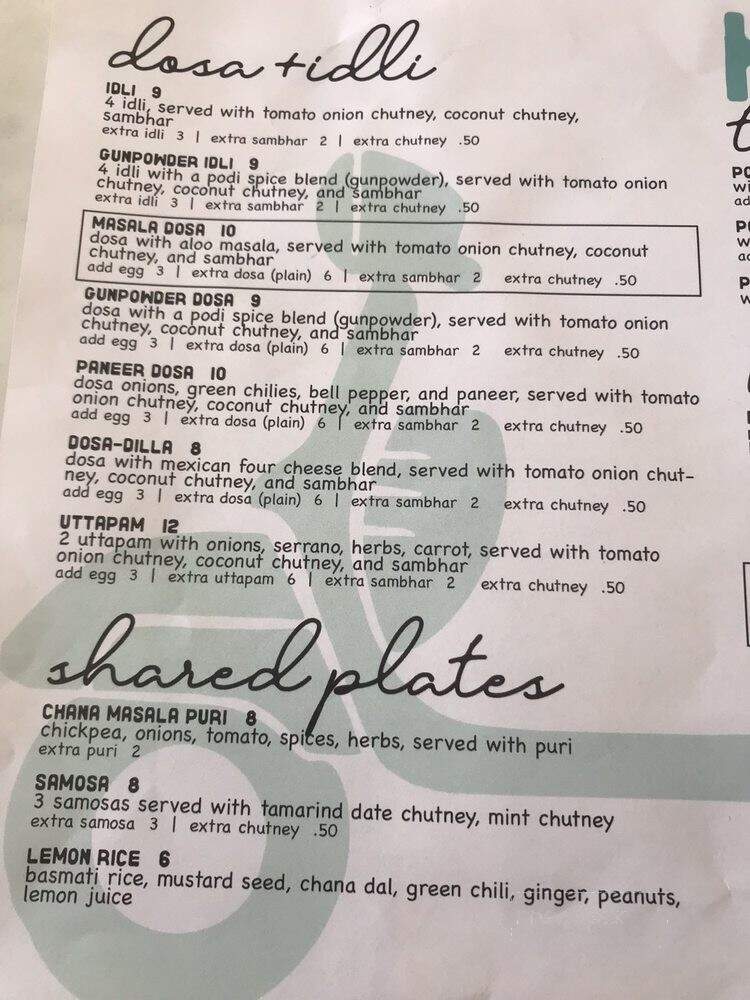 dosa + idli
IDLI 9
4 idli, served with tomato onion chutney, coconut chutney,
sambhar
extra idli 3 | extra sambhar 2 | extra chutney .50
GUNPOWDER IDLI 9
4 idli with a podi spice blend (gunpowder), served with tomato onion
chutney, coconut chutney, and sambhar
extra idli 3 | extra sambhar 2 | extra chutney .50
MASALA DOSA 10
dosa with aloo masala, served with tomato onion chutney, coconut
chutney, and sambhar
add egg 3 | extra dosa (plain) 6 | extra sambhar 2 extra chutney .50
GUNPOWDER DOSA 9
dosa with a podi spice blend (gunpowder), served with tomato onion
chutney, coconut chutney, and sambhar
add egg 3 | extra dosa (plain) 6 | extra sambhar 2 extra chutney .50
PANEER DOSA 10
dosa onions, green chilies, bell pepper, and paneer, served with tomato
onion chutney, coconut chutney, and sambhar
add egg 3 | extra dosa (plain) 6 | extra sambhar 2 extra chutney .50
DOSA-DILLA 8
dosa with mexican four cheese blend, served with tomato onion chut-
ney, coconut chutney, and sambhar
add egg 3 | extra dosa (plain) 6 | extra sambhar 2 extra chutney .50
UTTAPAM 12
2 uttapam with onions, serrano, herbs, carrot, served with tomato
onion chutney, coconut chutney, and sambhar
add egg 3 | extra uttapam 6 | extra sambhar 2 extra chutney .50
shared plates
CHANA MASALA PURI 8
chickpea, onions, tomato, spices, herbs, served with puri
extra puri 2
SAMOSA 8
3 samosas served with tamarind date chutney, mint chutney
extra samosa 3 | extra chutney .50
LEMON RICE 6
basmati rice, mustard seed, chana dal, green chili, ginger, peanuts,
lemon juice